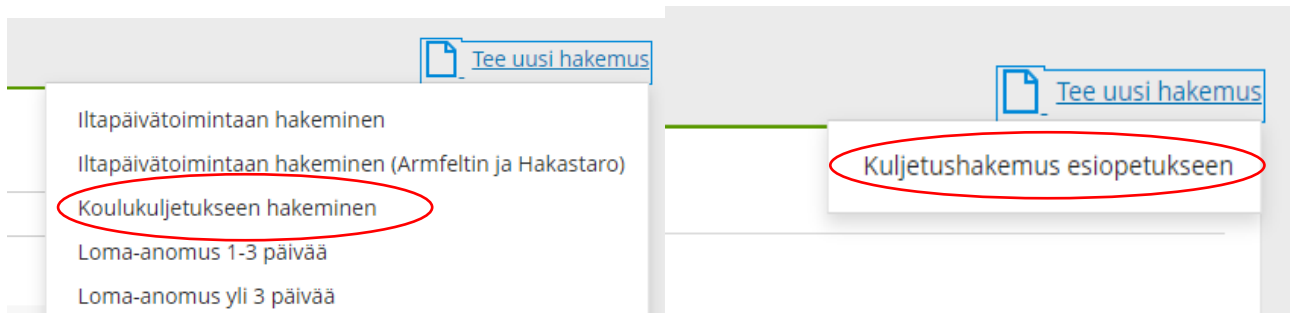 Tee uusi hakemus
Iltapäivätoimintaan hakeminen
Iltapäivätoimintaan hakeminen (Armfeltin ja Hakastaro)
Koulukuljetukseen hakeminen
Loma-anomus 1-3 päivää
Loma-anomus yli 3 päivää
Tee uusi hakemus
Kuljetushakemus esiopetukseen